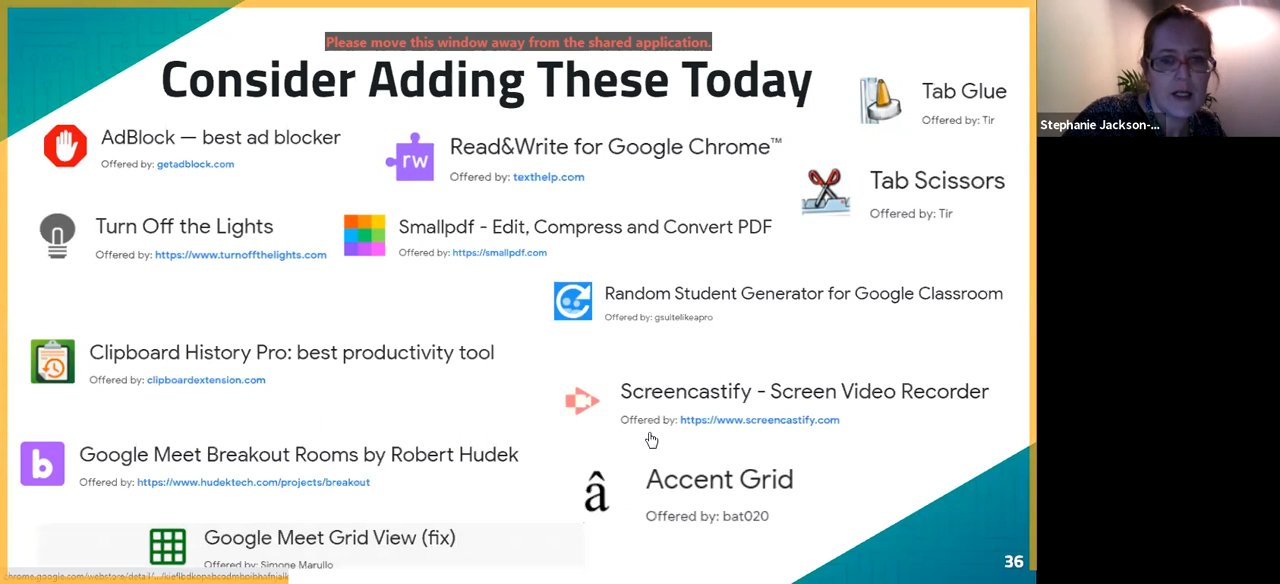 Please move this window away from the shared application.
Consider Adding These Today
Tab Glue
Offered by: Tir
AdBlock — best ad blocker
Offered by: getadblock.com
rw
Read&Write for Google Chrome™
Offered by: texthelp.com
Tab Scissors
Offered by: Tir
Turn Off the Lights
Offered by: https://www.turnoffthelights.com
Smallpdf - Edit, Compress and Convert PDF
Offered by: https://smallpdf.com
Random Student Generator for Google Classroom
Offered by: gsuitelikeapro
Clipboard History Pro: best productivity tool
Offered by: clipboardextension.com
Screencastify - Screen Video Recorder
Offered by: https://www.screencastify.com
b
Google Meet Breakout Rooms by Robert Hudek
Offered by: https://www.hudektech.com/projects/breakout
â
Accent Grid
Offered by: bat020
Google Meet Grid View (fix)
Offered by: Simone Marullo
36
Stephanie Jackson-...